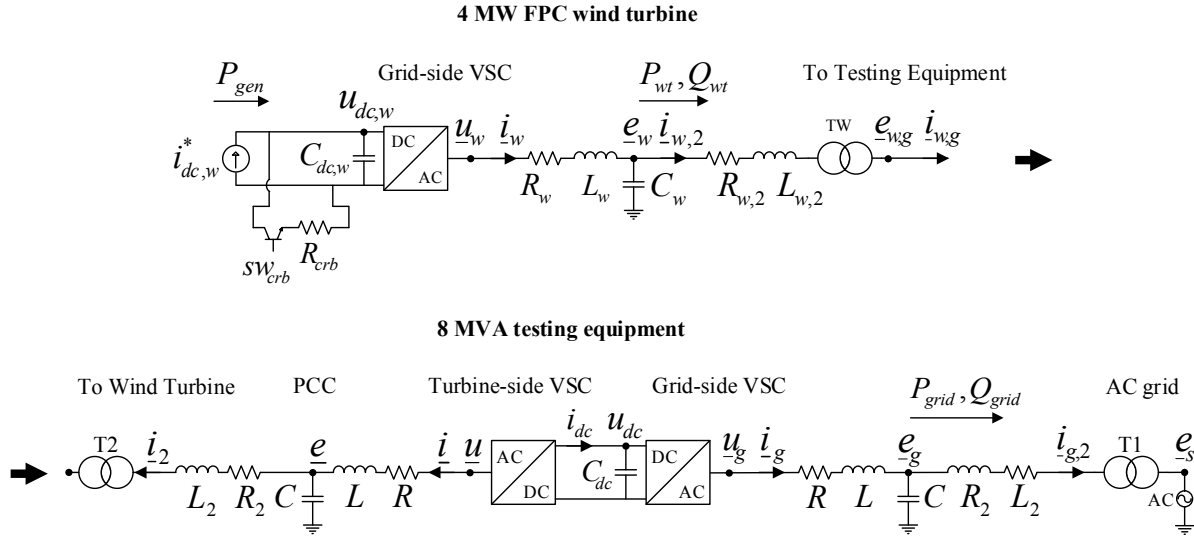 4 MW FPC wind turbine
P_gen
Grid-side VSC
P_wt, Q_wt
To Testing Equipment
u_dc,w
i*_dc,w
C_dc,w
DC
AC
u_w
i_w
R_w
L_w
e_w
i_w,2
C_w
R_w,2
L_w,2
TW
e_w,g
i_w,g
sw_crb
R_crb
8 MVA testing equipment
To Wind Turbine
PCC
Turbine-side VSC
Grid-side VSC
P_grid, Q_grid
AC grid
T2
i_2
L_2
R_2
e
C
L
R
i
u
AC
DC
i_dc
u_dc
C_dc
DC
AC
u_g
i_g
R
L
e_g
C
R_2
L_2
i_g,2
T1
e_s
AC